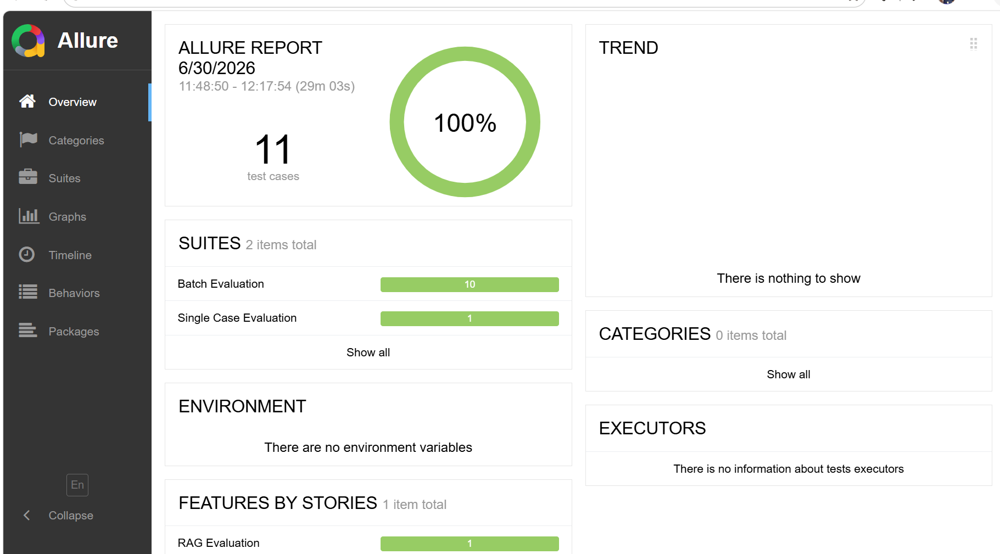 Allure
Overview
Categories
Suites
Graphs
Timeline
Behaviors
Packages
En
Collapse
ALLURE REPORT
6/30/2026
11:48:50 - 12:17:54 (29m 03s)
11
test cases
100%
SUITES 2 items total
Batch Evaluation 10
Single Case Evaluation 1
Show all
ENVIRONMENT
There are no environment variables
FEATURES BY STORIES 1 item total
RAG Evaluation 1
TREND
There is nothing to show
CATEGORIES 0 items total
Show all
EXECUTORS
There is no information about tests executors